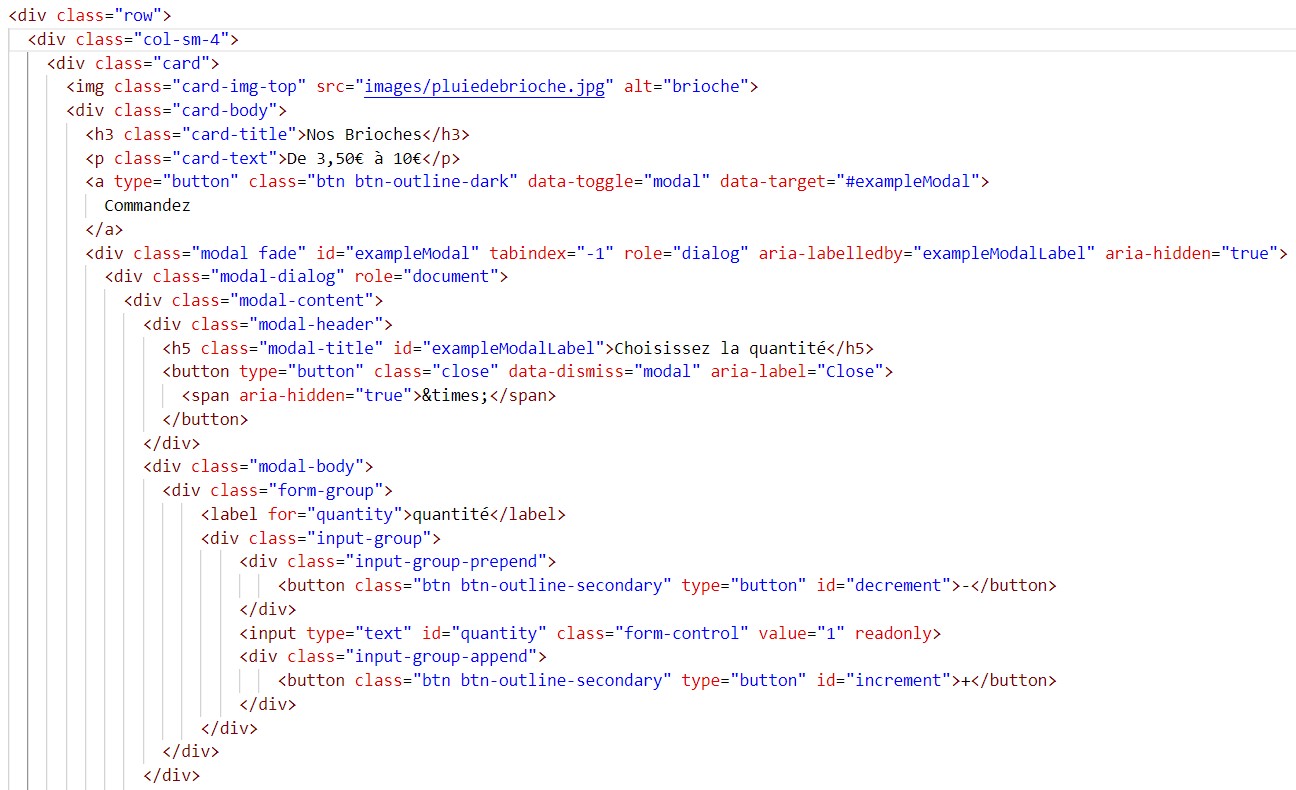 <div class="row">
<div class="col-sm-4">
<div class="card">
<img class="card-img-top" src="images/pluiedebrioche.jpg" alt="brioche">
<div class="card-body">
<h3 class="card-title">Nos Brioches</h3>
<p class="card-text">De 3,50€ à 10€</p>
<a type="button" class="btn btn-outline-dark" data-toggle="modal" data-target="#exampleModal">
Commandez
</a>
<div class="modal fade" id="exampleModal" tabindex="-1" role="dialog" aria-labelledby="exampleModalLabel" aria-hidden="true">
<div class="modal-dialog" role="document">
<div class="modal-content">
<div class="modal-header">
<h5 class="modal-title" id="exampleModalLabel">Choisissez la quantité</h5>
<button type="button" class="close" data-dismiss="modal" aria-label="Close">
<span aria-hidden="true">&times;</span>
</button>
</div>
<div class="modal-body">
<div class="form-group">
<label for="quantity">quantité</label>
<div class="input-group">
<div class="input-group-prepend">
<button class="btn btn-outline-secondary" type="button" id="decrement">-</button>
</div>
<input type="text" id="quantity" class="form-control" value="1" readonly>
<div class="input-group-append">
<button class="btn btn-outline-secondary" type="button" id="increment">+</button>
</div>
</div>
</div>
</div>